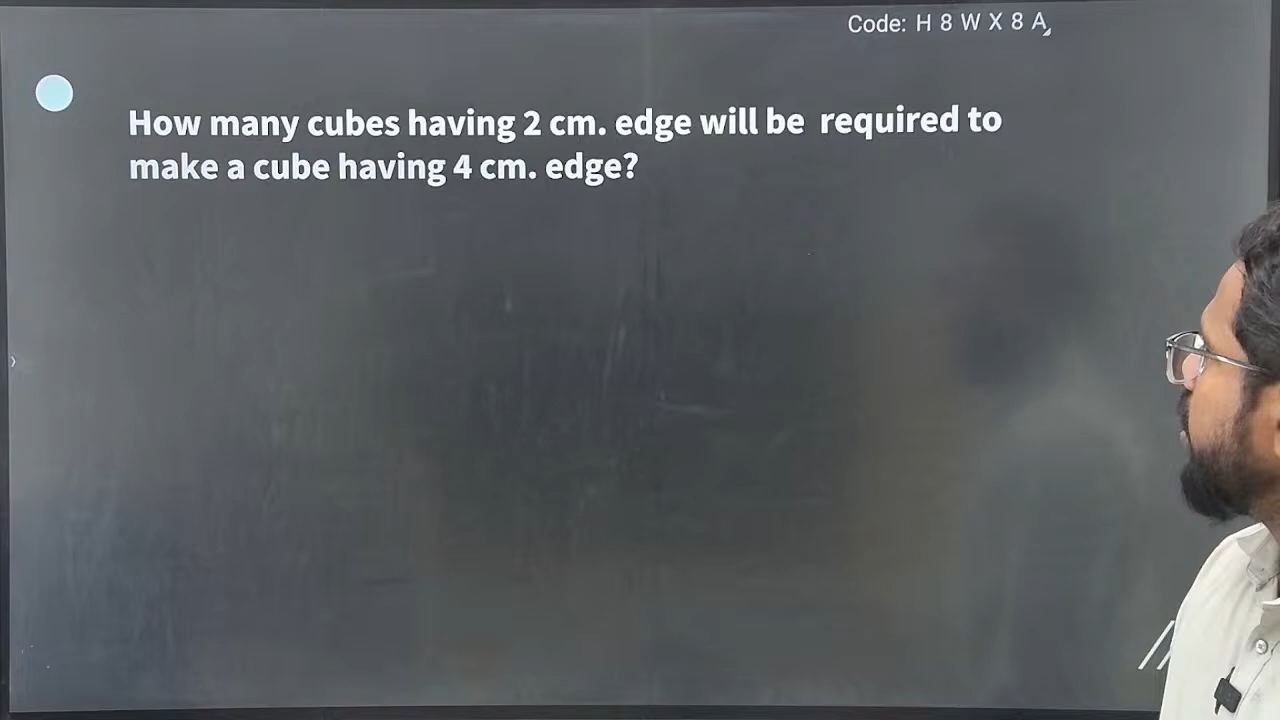 Code: H 8 W X 8 A
How many cubes having 2 cm. edge will be required to
make a cube having 4 cm. edge?